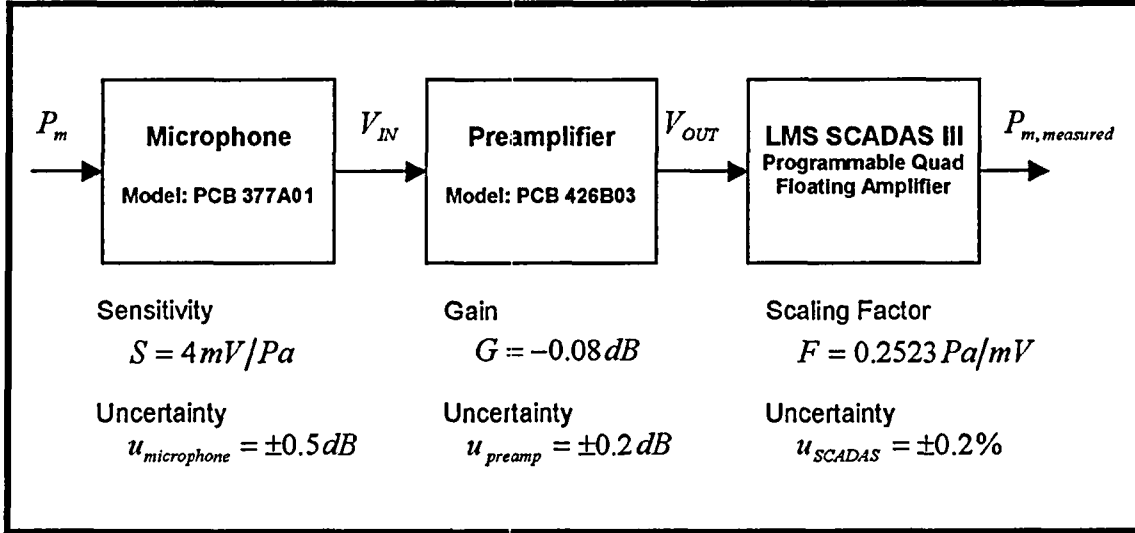 P_m
Microphone
Model: PCB 377A01
V_IN
Preamplifier
Model: PCB 426B03
V_OUT
LMS SCADAS III
Programmable Quad
Floating Amplifier
P_m, measured
Sensitivity
S = 4 mV/Pa
Uncertainty
u_microphone = ±0.5 dB
Gain
G = -0.08 dB
Uncertainty
u_preamp = ±0.2 dB
Scaling Factor
F = 0.2523 Pa/mV
Uncertainty
u_SCADAS = ±0.2%